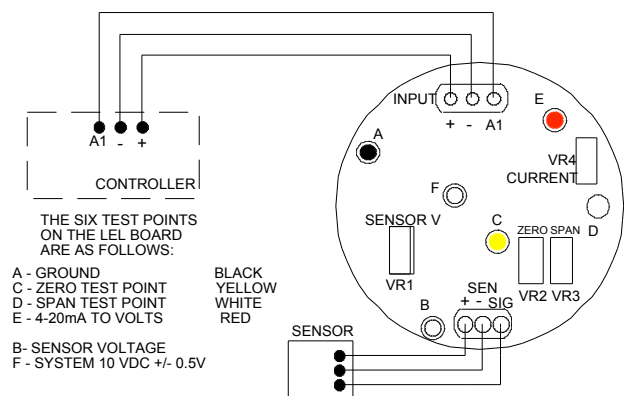 INPUT
+ - A1
E
A
A1 - +
CONTROLLER
VR4
CURRENT
F
THE SIX TEST POINTS
ON THE LEL BOARD
ARE AS FOLLOWS:
SENSOR V
C
ZERO SPAN
D
A - GROUND BLACK
C - ZERO TEST POINT YELLOW
D - SPAN TEST POINT WHITE
E - 4-20mA TO VOLTS RED
VR1
VR2 VR3
SEN
+ - SIG
B
B- SENSOR VOLTAGE
F - SYSTEM 10 VDC +/- 0.5V
SENSOR